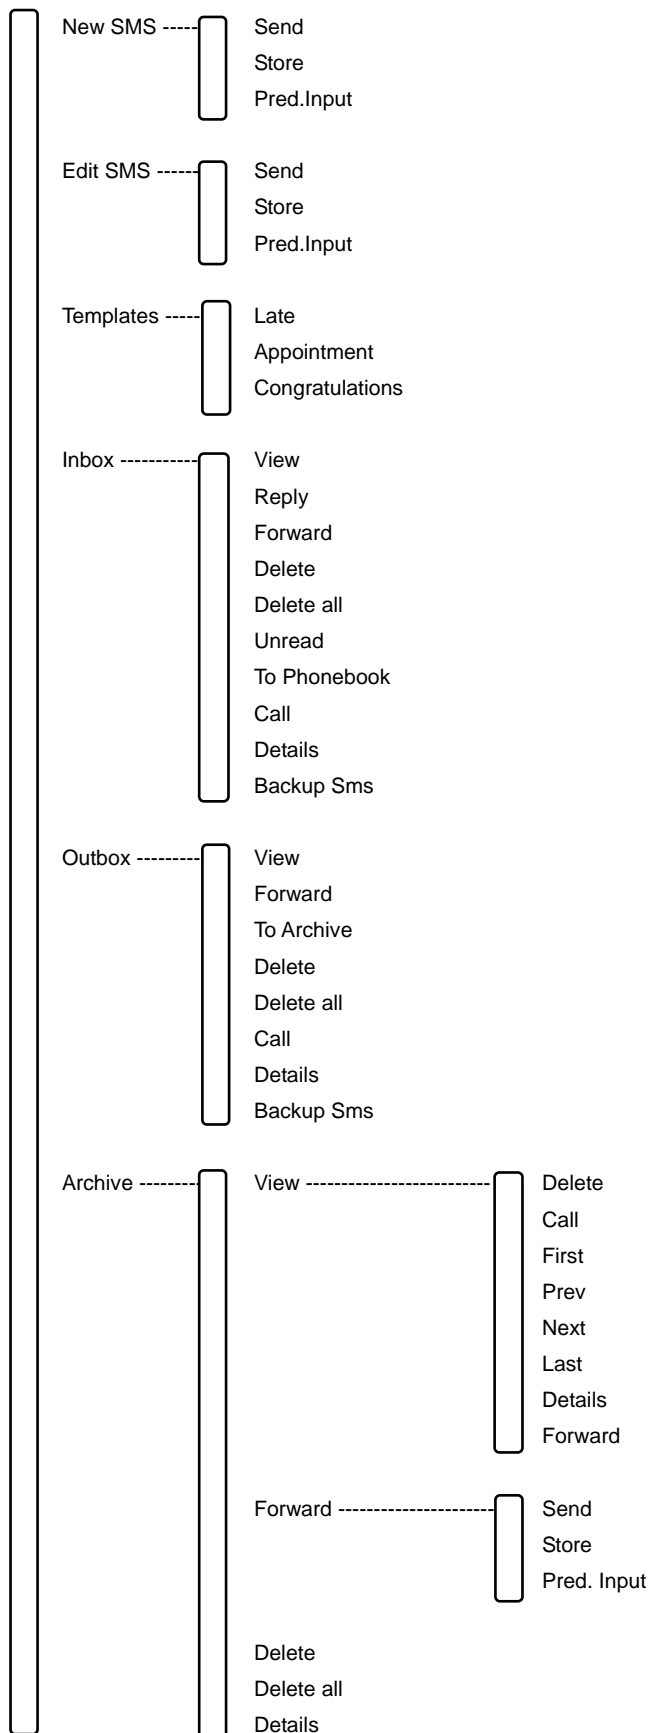 New SMS ----- Send
Store
Pred.Input
Edit SMS ------ Send
Store
Pred.Input
Templates ----- Late
Appointment
Congratulations
Inbox ----------- View
Reply
Forward
Delete
Delete all
Unread
To Phonebook
Call
Details
Backup Sms
Outbox --------- View
Forward
To Archive
Delete
Delete all
Call
Details
Backup Sms
Archive -------- View -------------------------- Delete
Call
First
Prev
Next
Last
Details
Forward
Forward ---------------------- Send
Store
Pred. Input
Delete
Delete all
Details